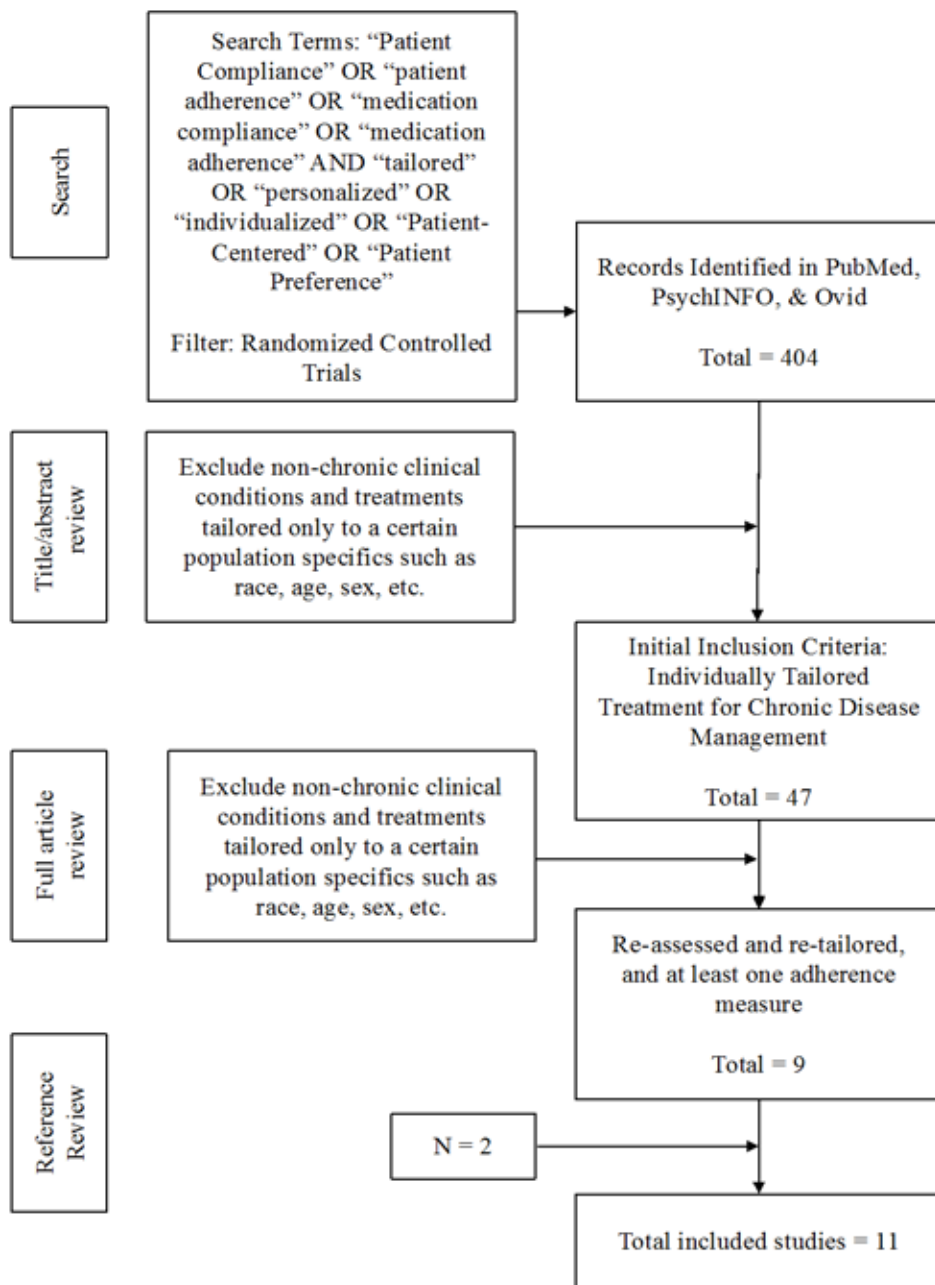 Search
Search Terms: “Patient
Compliance” OR “patient
adherence” OR “medication
compliance” OR “medication
adherence” AND “tailored”
OR “personalized” OR
“individualized” OR “Patient-
Centered” OR “Patient
Preference”
Filter: Randomized Controlled
Trials
Records Identified in PubMed,
PsychINFO, & Ovid
Total = 404
Title/abstract
review
Exclude non-chronic clinical
conditions and treatments
tailored only to a certain
population specifics such as
race, age, sex, etc.
Initial Inclusion Criteria:
Individually Tailored
Treatment for Chronic Disease
Management
Total = 47
Full article
review
Exclude non-chronic clinical
conditions and treatments
tailored only to a certain
population specifics such as
race, age, sex, etc.
Re-assessed and re-tailored,
and at least one adherence
measure
Total = 9
Reference
Review
N = 2
Total included studies = 11